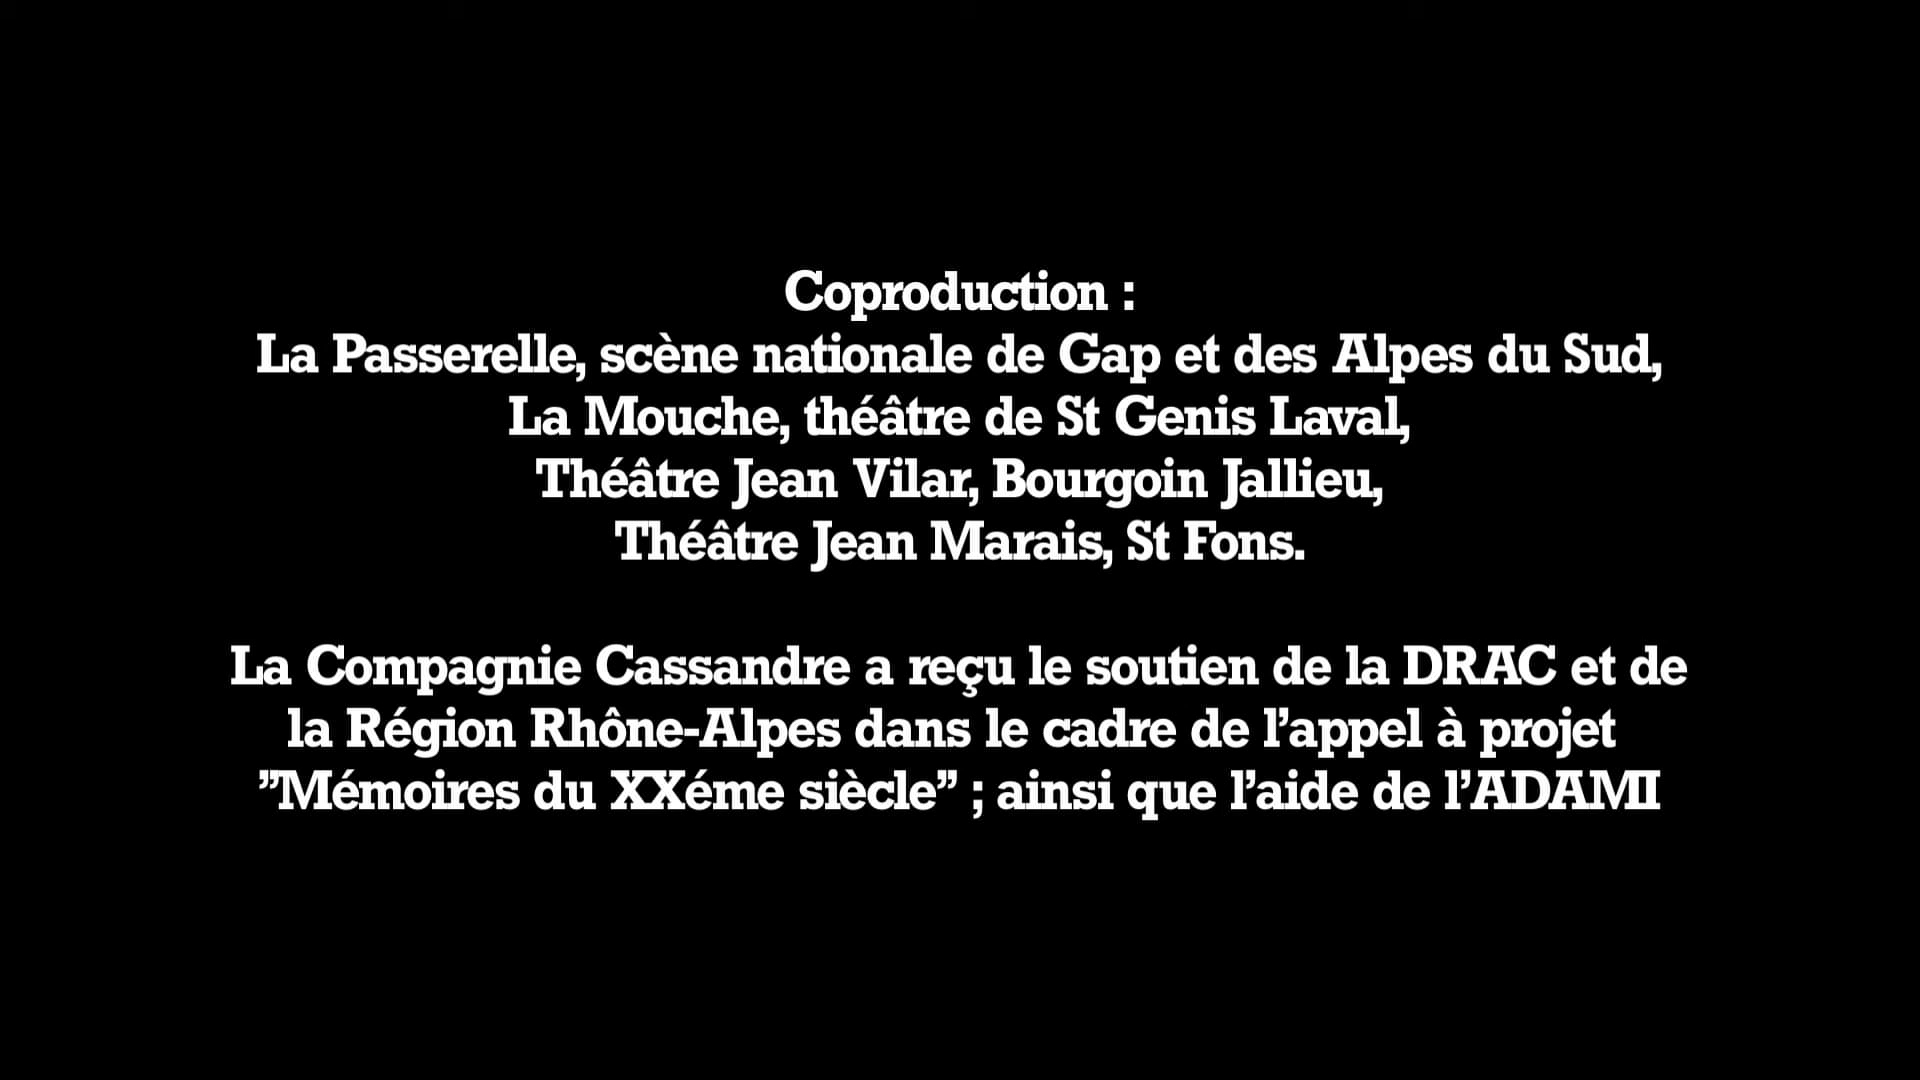 Coproduction :
La Passerelle, scène nationale de Gap et des Alpes du Sud,
La Mouche, théâtre de St Genis Laval,
Théâtre Jean Vilar, Bourgoin Jallieu,
Théâtre Jean Marais, St Fons.
La Compagnie Cassandre a reçu le soutien de la DRAC et de
la Région Rhône-Alpes dans le cadre de l’appel à projet
”Mémoires du XXéme siècle” ; ainsi que l’aide de l’ADAMI